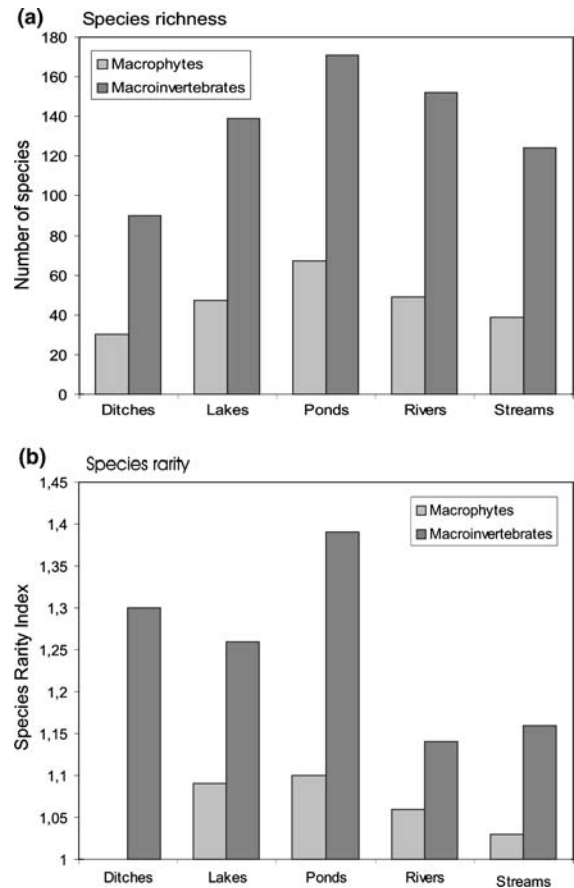 (a) Species richness
180
160
140
120
100
80
60
40
20
0
Number of species
Macrophytes
Macroinvertebrates
Ditches Lakes Ponds Rivers Streams
(b) Species rarity
1,45
1,4
1,35
1,3
1,25
1,2
1,15
1,1
1,05
1
Species Rarity Index
Macrophytes
Macroinvertebrates
Ditches Lakes Ponds Rivers Streams